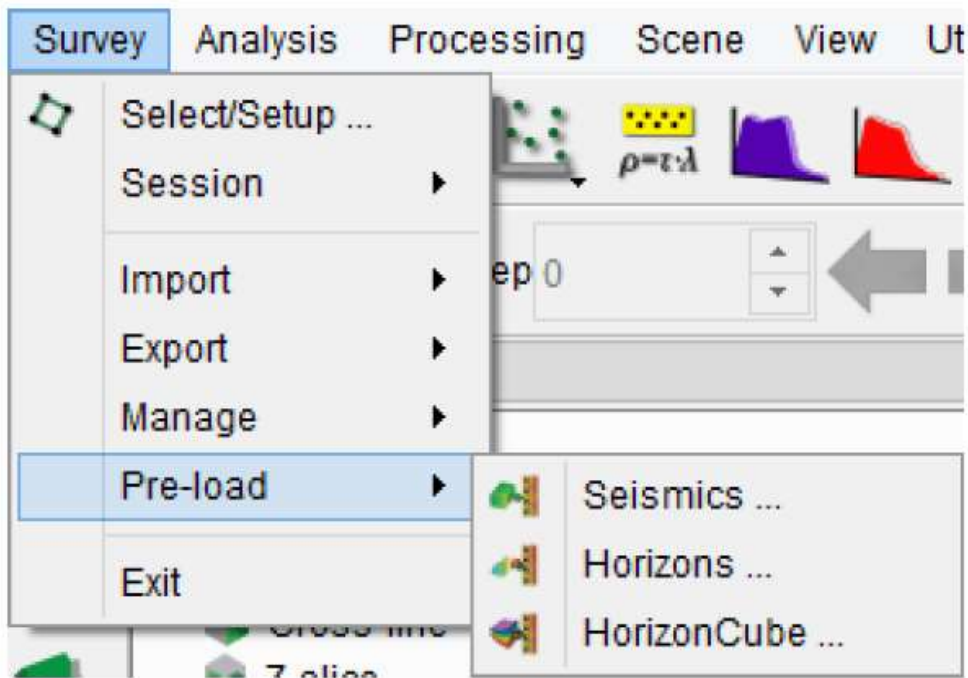 Survey Analysis Processing Scene View Ut
Select/Setup ...
ρ=τ·λ
Session
ep 0
Import
Export
Manage
Pre-load
Seismics ...
Horizons ...
HorizonCube ...
Exit